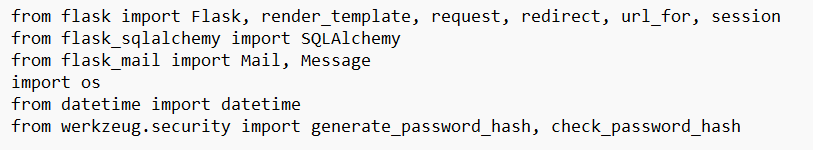 from flask import Flask, render_template, request, redirect, url_for, session
from flask_sqlalchemy import SQLAlchemy
from flask_mail import Mail, Message
import os
from datetime import datetime
from werkzeug.security import generate_password_hash, check_password_hash